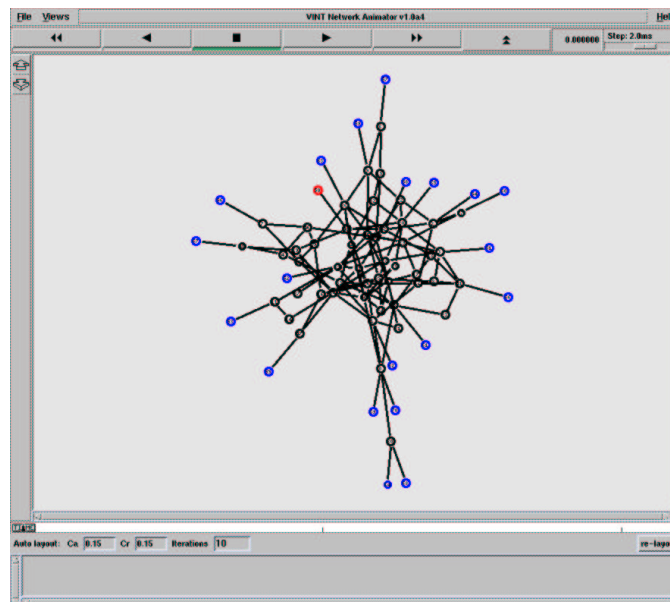 File Views VINT Network Animator v1.0a4 Hel
0.000000 Step: 2.0ms
Auto layout: Ca 0.15 Cr 0.15 Iterations 10 re-layou